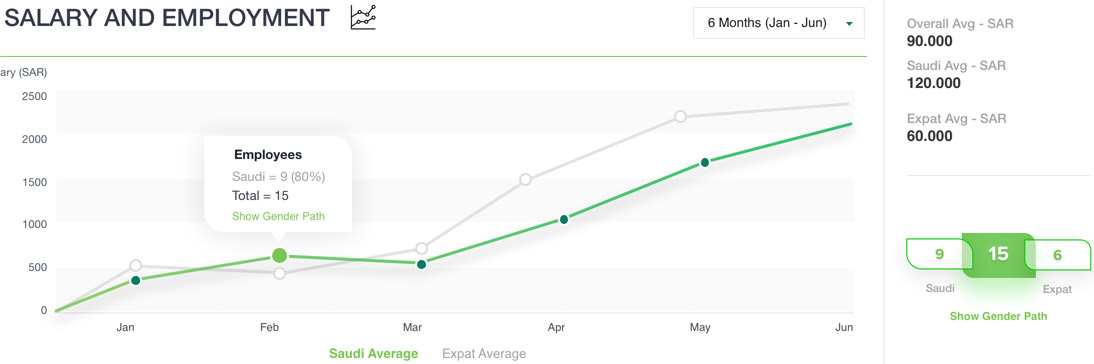 SALARY AND EMPLOYMENT
6 Months (Jan - Jun)
ary (SAR)
2500
2000
1500
1000
500
0
Employees
Saudi = 9 (80%)
Total = 15
Show Gender Path
Jan
Feb
Mar
Apr
May
Jun
Saudi Average
Expat Average
Overall Avg - SAR
90.000
Saudi Avg - SAR
120.000
Expat Avg - SAR
60.000
9
15
6
Saudi
Expat
Show Gender Path